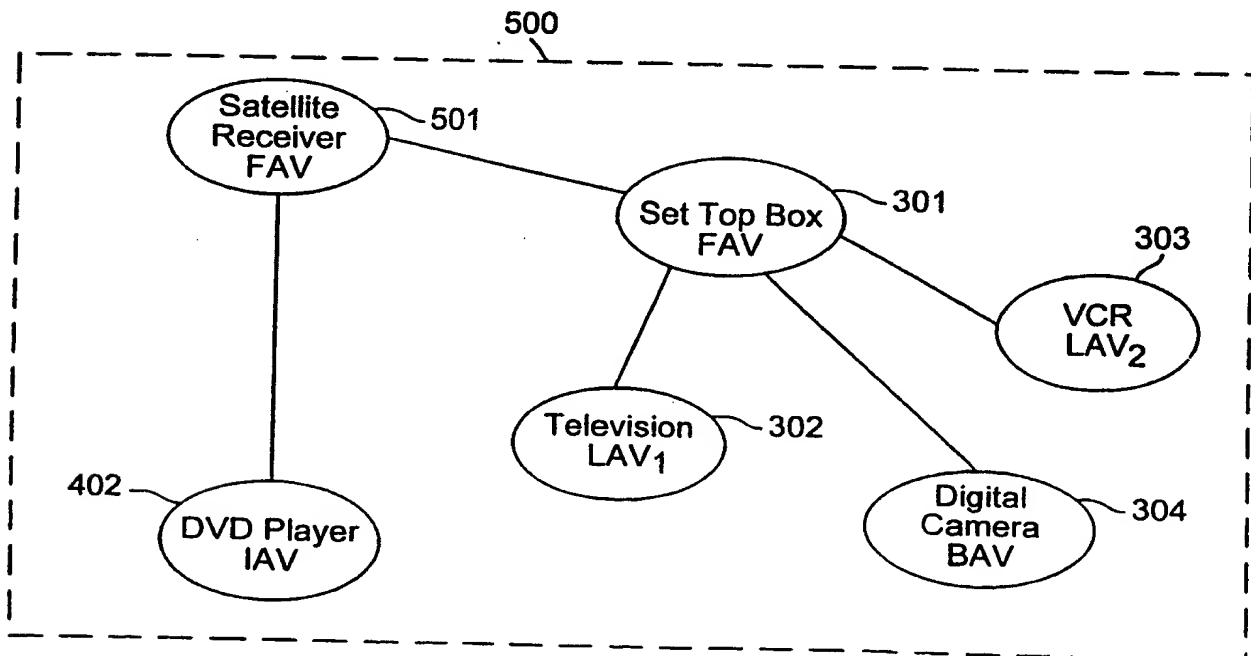 500
Satellite
Receiver
FAV
501
Set Top Box
FAV
301
303
VCR
LAV2
Television
LAV1
302
402
DVD Player
IAV
Digital
Camera
BAV
304